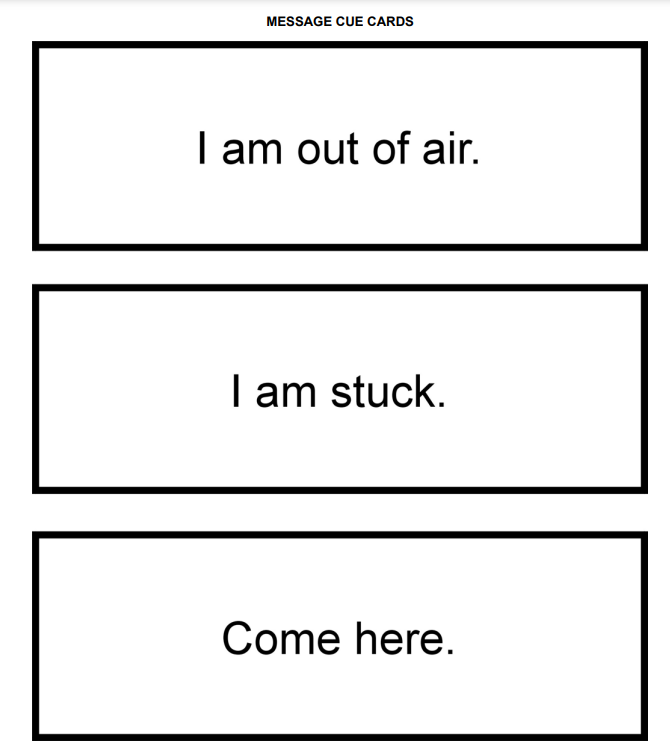 MESSAGE CUE CARDS
I am out of air.
I am stuck.
Come here.